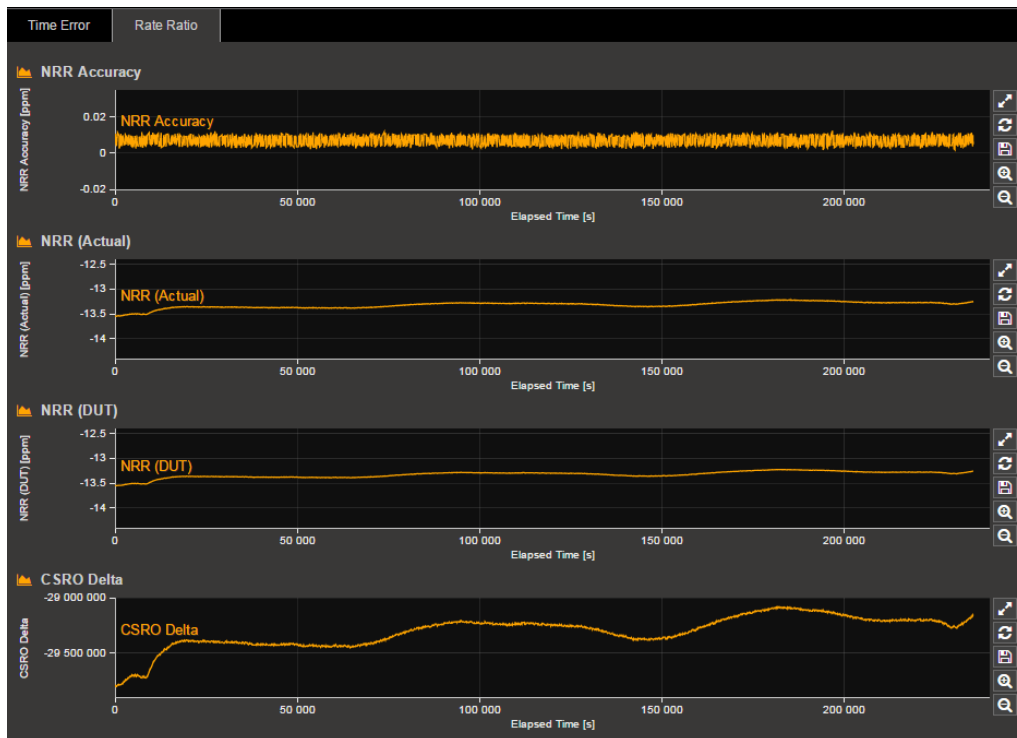 Time Error
Rate Ratio
NRR Accuracy
NRR Accuracy [ppm]
NRR Accuracy
0.02
0
-0.02
0
50 000
100 000
150 000
200 000
Elapsed Time [s]
NRR (Actual)
NRR (Actual) [ppm]
NRR (Actual)
-12.5
-13
-13.5
-14
0
50 000
100 000
150 000
200 000
Elapsed Time [s]
NRR (DUT)
NRR (DUT) [ppm]
NRR (DUT)
-12.5
-13
-13.5
-14
0
50 000
100 000
150 000
200 000
Elapsed Time [s]
CSRO Delta
CSRO Delta
CSRO Delta
-29 000 000
-29 500 000
0
50 000
100 000
150 000
200 000
Elapsed Time [s]